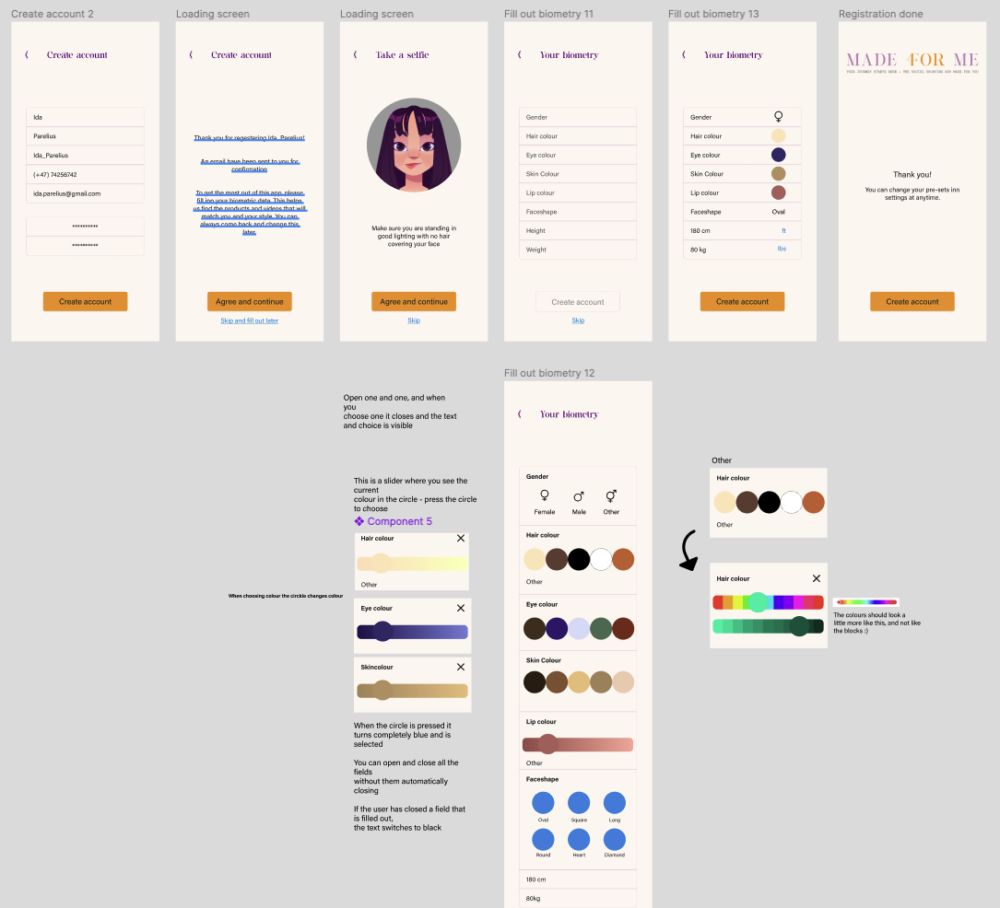 Create account 2
Loading screen
Loading screen
Fill out biometry 11
Fill out biometry 13
Registration done
Create account
Ida
Parelius
Ida_Parelius
(+47) 74256742
ida.parelius@gmail.com
**********
**********
Create account
Create account
Thank you for regestering Ida_Parelius!
An email have been sent to you for
confirmation
To get the most out of this app, please
fill inn your biometric data. This helps
us find the products and videos that will
match you and your style. You can
always come back and change this
later.
Agree and continue
Skip and fill out later
Take a selfie
Make sure you are standing in
good lighting with no hair
covering your face
Agree and continue
Skip
Your biometry
Gender
Hair colour
Eye colour
Skin Colour
Lip colour
Faceshape
Height
Weight
Create account
Skip
Your biometry
Gender
Hair colour
Eye colour
Skin Colour
Lip colour
Faceshape Oval
180 cm ft
80 kg lbs
Create account
MADE FOR ME
YOUR JOURNEY STARTS HERE - THE SOCIAL SHOPPING APP MADE FOR YOU
Thank you!
You can change your pre-sets inn
settings at anytime.
Create account
Open one and one, and when
you
choose one it closes and the text
and choice is visible
This is a slider where you see the
current
colour in the circle - press the circle
to choose
Component 5
Hair colour
Other
When choosing colour the circkle changes colour
Eye colour
Skincolour
When the circle is pressed it
turns completely blue and is
selected
You can open and close all the
fields
without them automatically
closing
If the user has closed a field that
is filled out,
the text switches to black
Fill out biometry 12
Your biometry
Gender
Female Male Other
Hair colour
Other
Eye colour
Skin Colour
Lip colour
Other
Faceshape
Oval Square Long
Round Heart Diamond
180 cm
80kg
Other
Hair colour
Other
Hair colour
The colours should look a
little more like this, and not like
the blocks :)